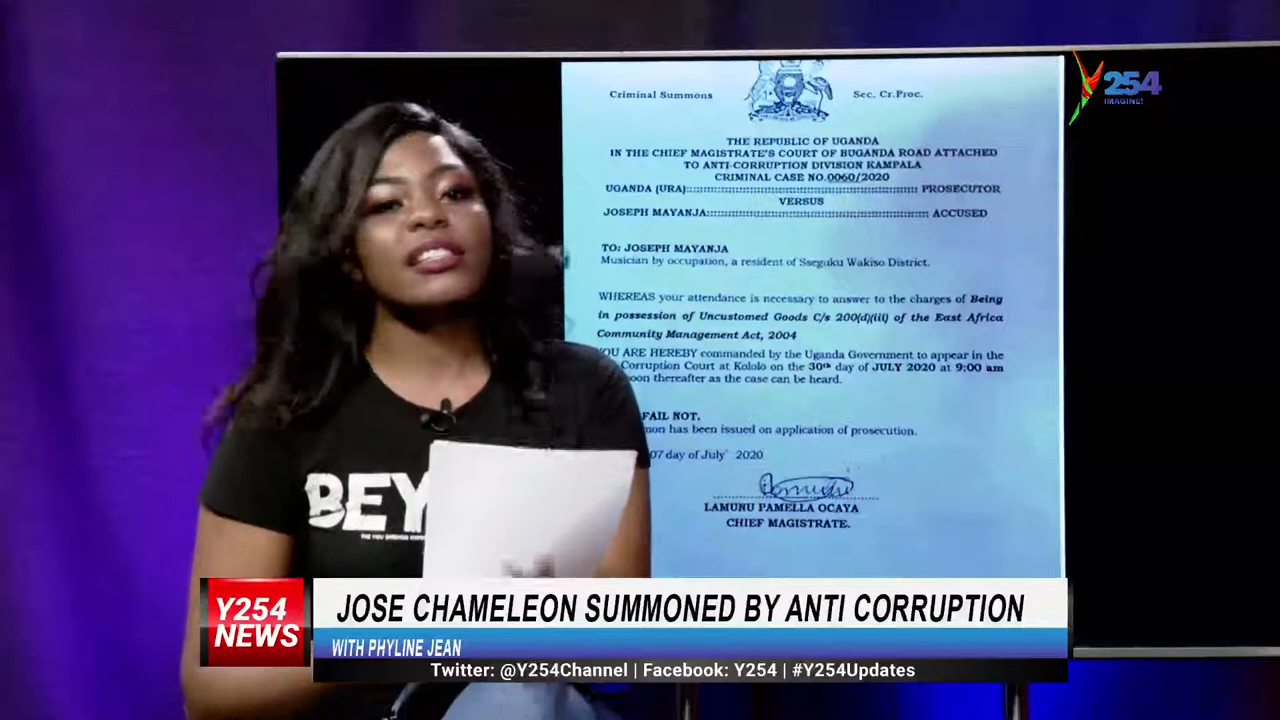 Criminal Summons Sec. Cr.Proc.
THE REPUBLIC OF UGANDA
IN THE CHIEF MAGISTRATE'S COURT OF BUGANDA ROAD ATTACHED
TO ANTI-CORRUPTION DIVISION KAMPALA
CRIMINAL CASE NO.0060/2020
UGANDA (URA)::::::::::::::::::::::::::::::::::::::::::::::::::::: PROSECUTOR
VERSUS
JOSEPH MAYANJA::::::::::::::::::::::::::::::::::::::::::::::::::: ACCUSED
TO: JOSEPH MAYANJA
Musician by occupation, a resident of Sseguku Wakiso District.
WHEREAS your attendance is necessary to answer to the charges of Being
in possession of Uncustomed Goods C/s 200(d)(iii) of the East Africa
Community Management Act, 2004
YOU ARE HEREBY commanded by the Uganda Government to appear in the
Corruption Court at Kololo on the 30th day of JULY 2020 at 9:00 am
oon thereafter as the case can be heard.
FAIL NOT.
non has been issued on application of prosecution.
07 day of July 2020
LAMUNU PAMELLA OCAYA
CHIEF MAGISTRATE.
254
IMAGINE!
BEY
Y254
NEWS
JOSE CHAMELEON SUMMONED BY ANTI CORRUPTION
WITH PHYLINE JEAN
Twitter: @Y254Channel | Facebook: Y254 | #Y254Updates